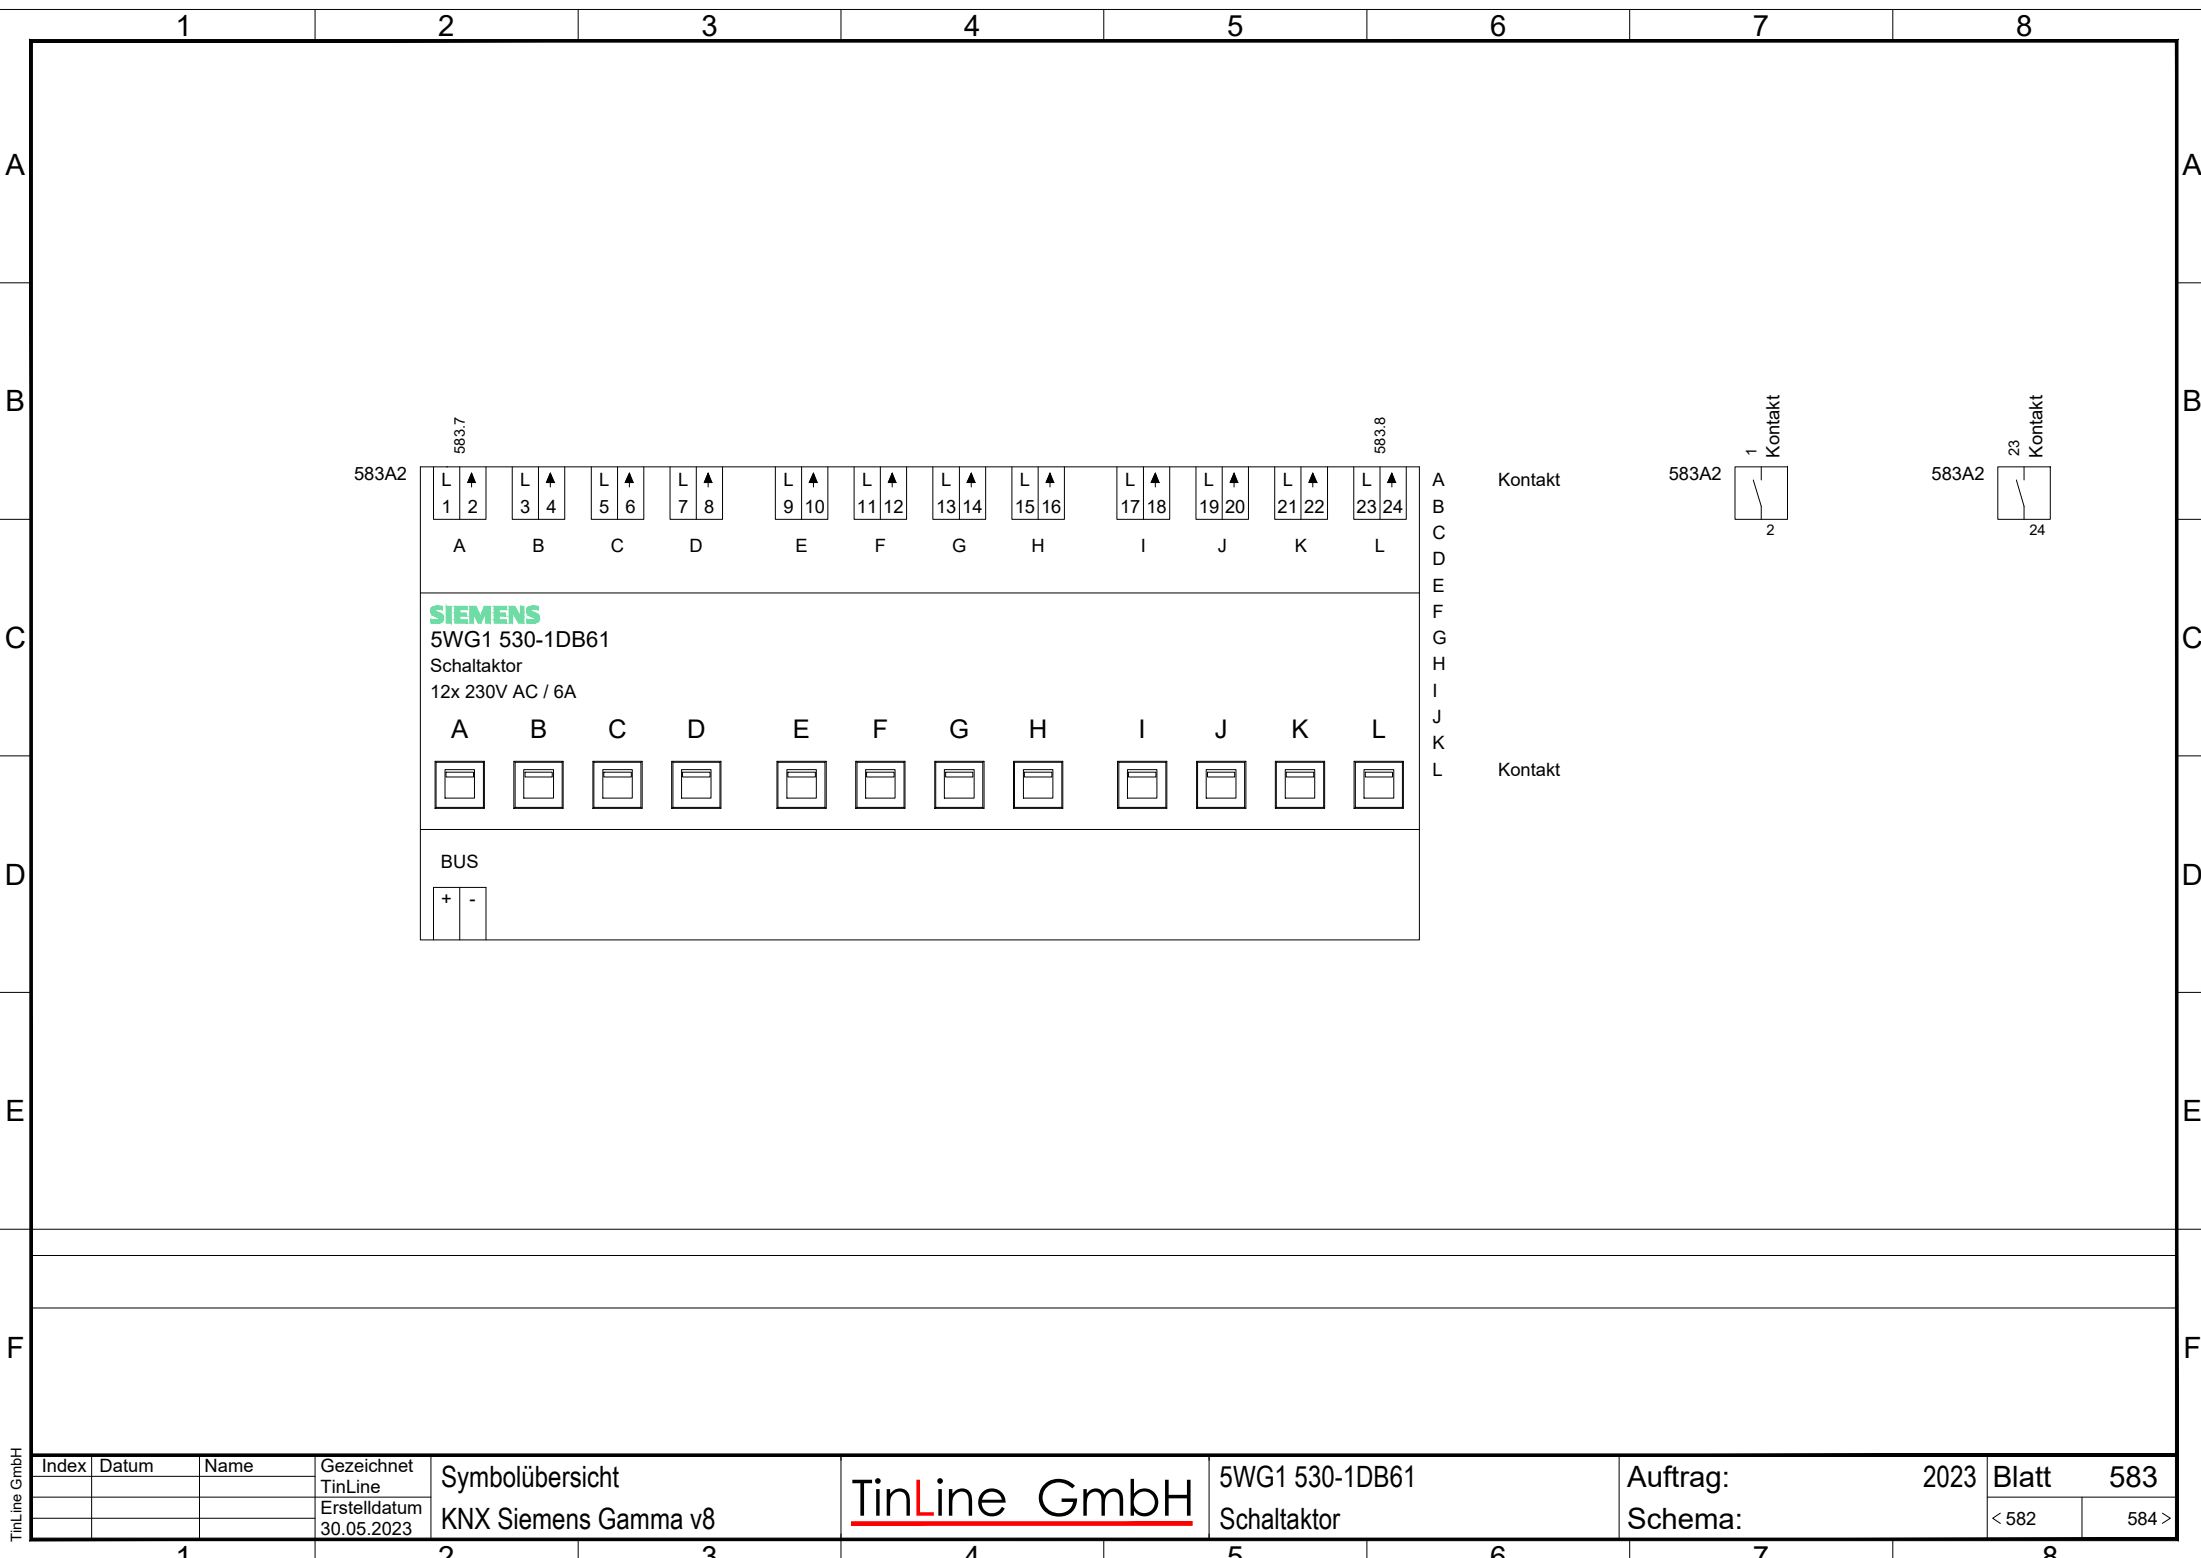 1 2 3 4 5 6 7 8
A A
B B
C C
D D
E E
F F
583.7 583.8
583A2
L L L L L L L L L L L L
1 2 3 4 5 6 7 8 9 10 11 12 13 14 15 16 17 18 19 20 21 22 23 24
A B C D E F G H I J K L
SIEMENS
5WG1 530-1DB61
Schaltaktor
12x 230V AC / 6A
A B C D E F G H I J K L
BUS
+ -
A Kontakt
B
C
D
E
F
G
H
I
J
K
L Kontakt
583A2
1
Kontakt
2
583A2
23
Kontakt
24
TinLine GmbH
Index Datum Name
Gezeichnet
TinLine
Erstelldatum
30.05.2023
Symbolübersicht
KNX Siemens Gamma v8
TinLine GmbH
5WG1 530-1DB61
Schaltaktor
Auftrag: 2023
Schema:
Blatt 583
< 582 584 >
1 2 3 4 5 6 7 8